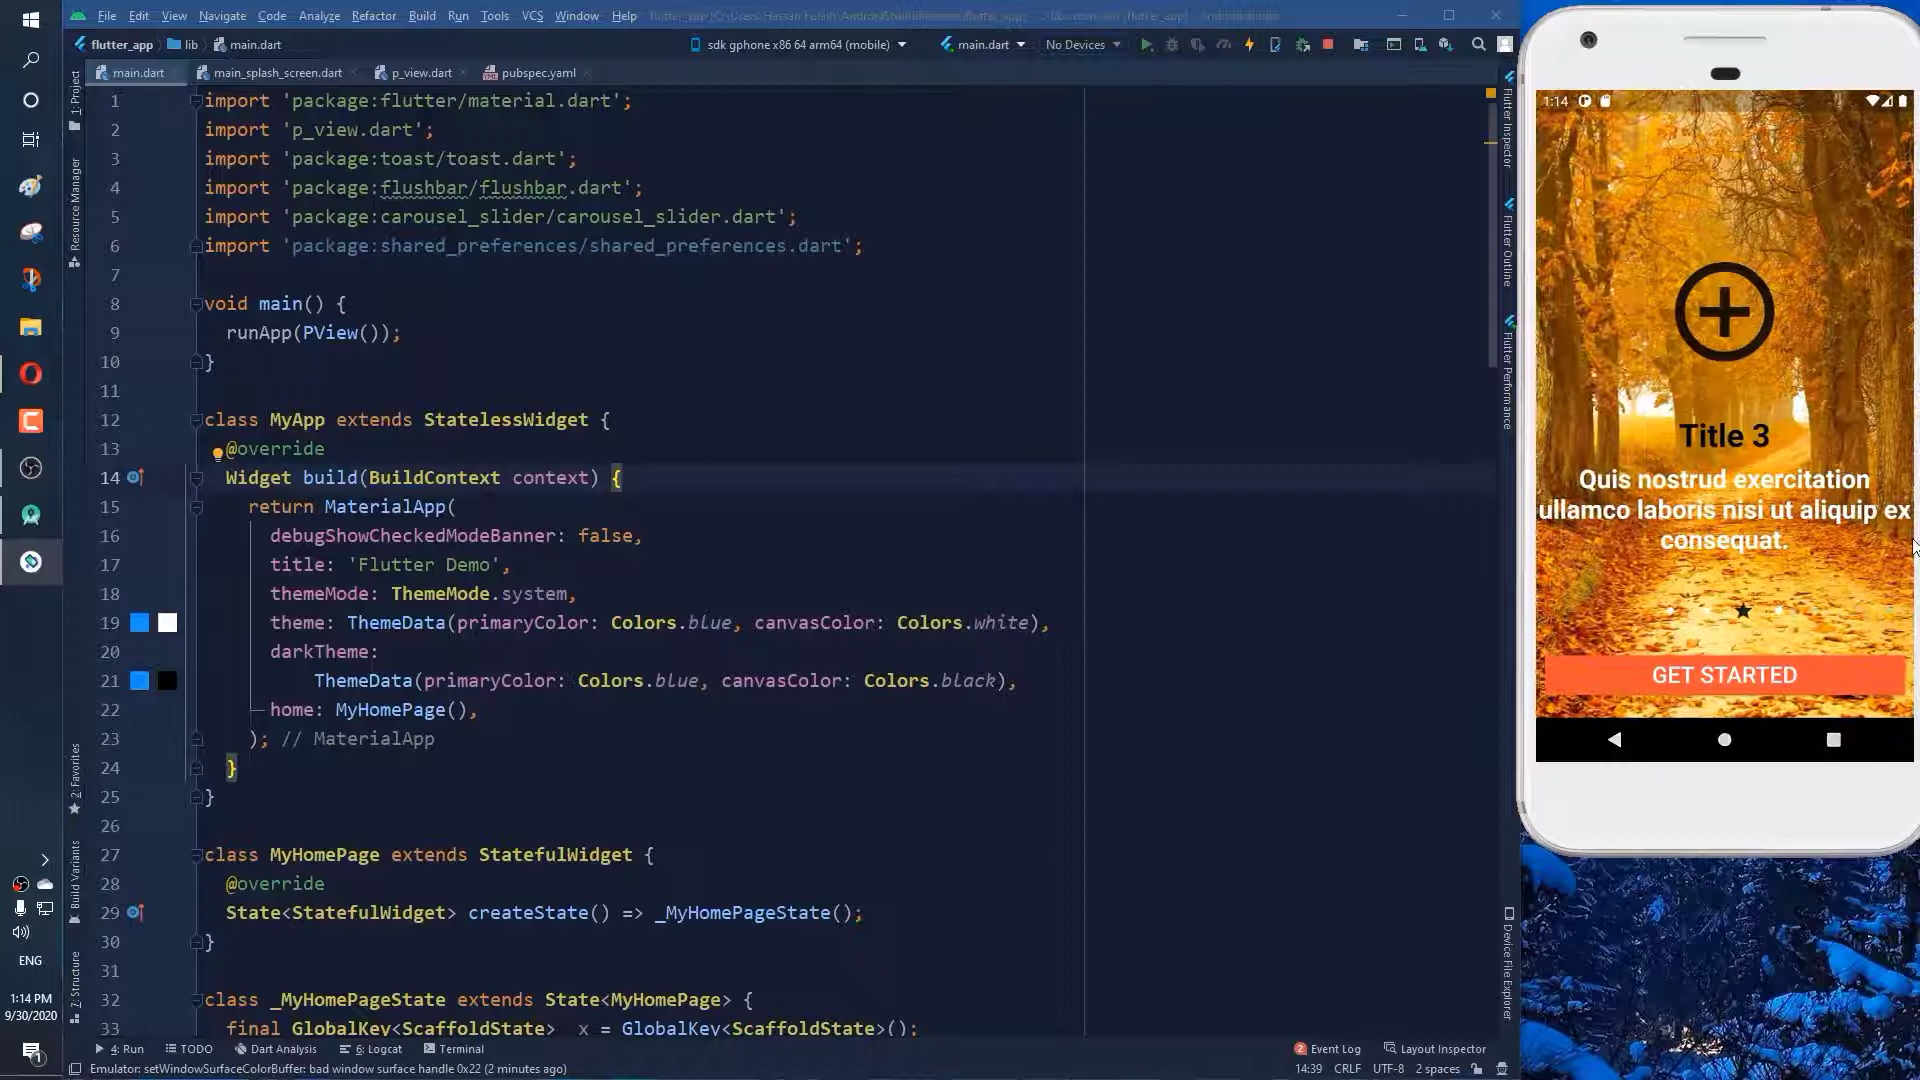 File Edit View Navigate Code Analyze Refactor Build Run Tools VCS Window Help
flutter_app lib main.dart
sdk gphone x86 64 arm64 (mobile) main.dart No Devices
main.dart main_splash_screen.dart p_view.dart pubspec.yaml
1: Project
Resource Manager
2: Favorites
Build Variants
7: Structure
1 import 'package:flutter/material.dart';
2 import 'p_view.dart';
3 import 'package:toast/toast.dart';
4 import 'package:flushbar/flushbar.dart';
5 import 'package:carousel_slider/carousel_slider.dart';
6 import 'package:shared_preferences/shared_preferences.dart';
7
8 void main() {
9 runApp(PView());
10 }
11
12 class MyApp extends StatelessWidget {
13 @override
14 Widget build(BuildContext context) {
15 return MaterialApp(
16 debugShowCheckedModeBanner: false,
17 title: 'Flutter Demo',
18 themeMode: ThemeMode.system,
19 theme: ThemeData(primaryColor: Colors.blue, canvasColor: Colors.white),
20 darkTheme:
21 ThemeData(primaryColor: Colors.blue, canvasColor: Colors.black),
22 home: MyHomePage(),
23 ); // MaterialApp
24 }
25 }
26
27 class MyHomePage extends StatefulWidget {
28 @override
29 State<StatefulWidget> createState() => _MyHomePageState();
30 }
31
32 class _MyHomePageState extends State<MyHomePage> {
33 final GlobalKey<ScaffoldState> _x = GlobalKey<ScaffoldState>();
Flutter Inspector
Flutter Outline
Flutter Performance
Device File Explorer
4: Run TODO Dart Analysis 6: Logcat Terminal
2 Event Log Layout Inspector
Emulator: setWindowSurfaceColorBuffer: bad window surface handle 0x22 (2 minutes ago)
14:39 CRLF UTF-8 2 spaces
ENG
1:14 PM
9/30/2020
1
1:14
Title 3
Quis nostrud exercitation
ullamco laboris nisi ut aliquip ex
consequat.
GET STARTED